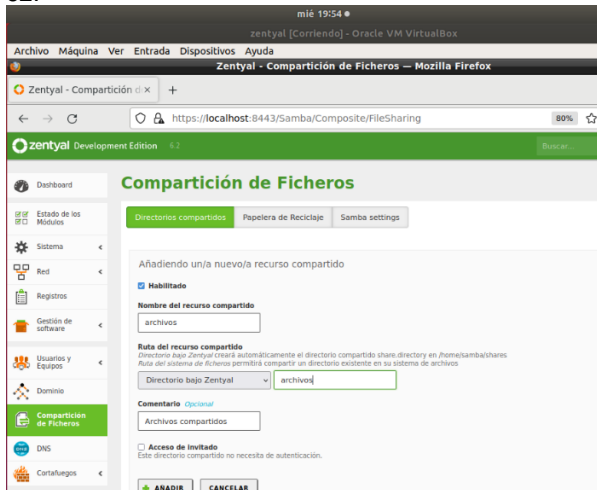 mié 19:54
zentyal [Corriendo] - Oracle VM VirtualBox
Archivo Máquina Ver Entrada Dispositivos Ayuda
Zentyal - Compartición de Ficheros — Mozilla Firefox
Zentyal - Compartición d × +
https://localhost:8443/Samba/Composite/FileSharing 80%
zentyal Development Edition 6.2 Buscar...
Dashboard
Estado de los
Módulos
Sistema
Red
Registros
Gestión de
software
Usuarios y
Equipos
Dominio
Compartición
de Ficheros
DNS
Cortafuegos
Compartición de Ficheros
Directorios compartidos Papelera de Reciclaje Samba settings
Añadiendo un/a nuevo/a recurso compartido
Habilitado
Nombre del recurso compartido
archivos
Ruta del recurso compartido
Directorio bajo Zentyal creará automáticamente el directorio compartido share.directory en /home/samba/shares
Ruta del sistema de ficheros permitirá compartir un directorio existente en su sistema de archivos
Directorio bajo Zentyal archivos
Comentario Opcional
Archivos compartidos
Acceso de invitado
Este directorio compartido no necesita de autenticación.
+ AÑADIR CANCELAR